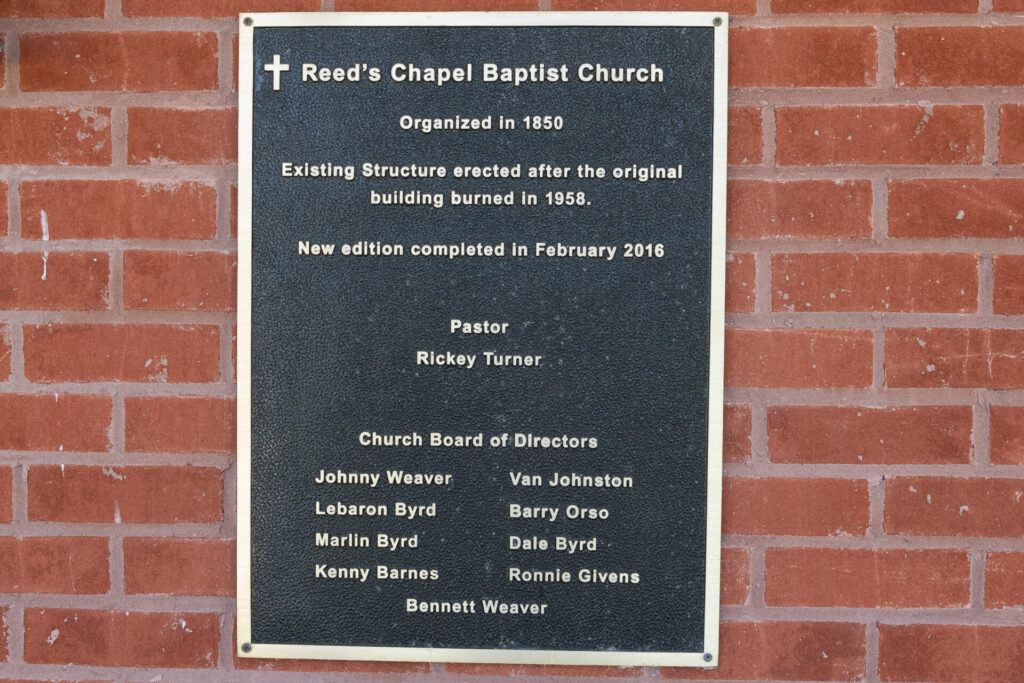 Reed's Chapel Baptist Church
Organized in 1850
Existing Structure erected after the original
building burned in 1958.
New edition completed in February 2016
Pastor
Rickey Turner
Church Board of Directors
Johnny Weaver
Lebaron Byrd
Marlin Byrd
Kenny Barnes
Van Johnston
Barry Orso
Dale Byrd
Ronnie Givens
Bennett Weaver